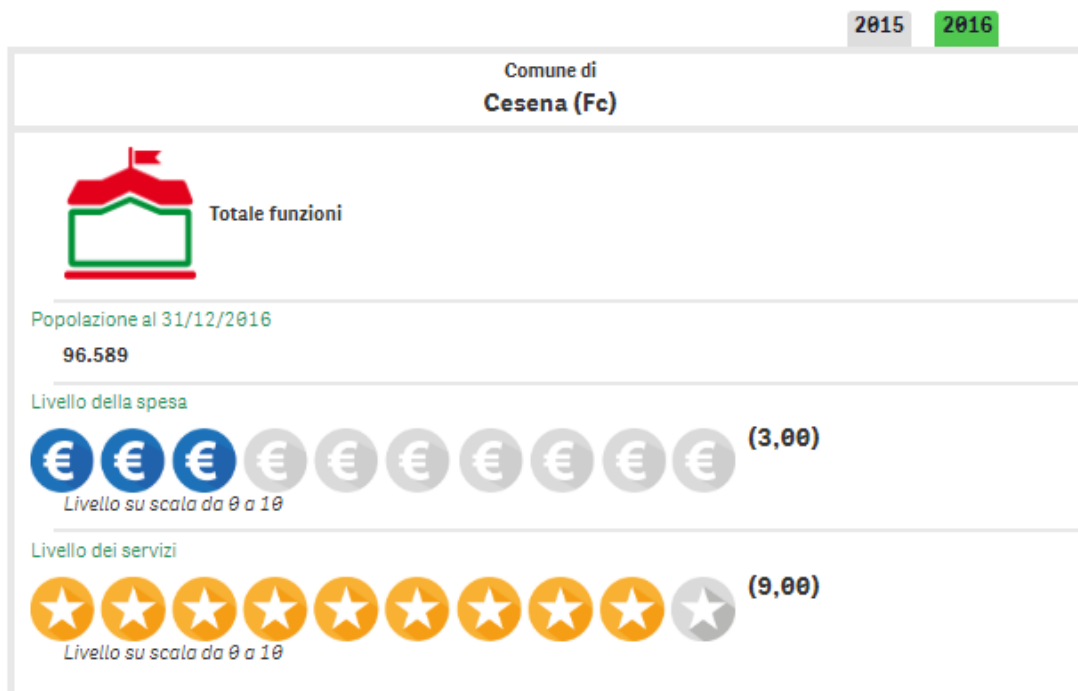 2015 2016
Comune di
Cesena (Fc)
Totale funzioni
Popolazione al 31/12/2016
96.589
Livello della spesa
€ € € € € € € € € € (3,00)
Livello su scala da 0 a 10
Livello dei servizi
(9,00)
Livello su scala da 0 a 10